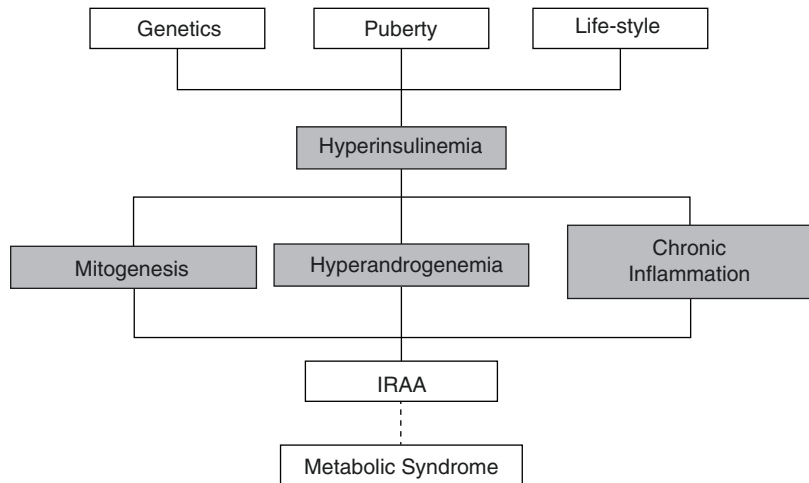 Genetics
Puberty
Life-style
Hyperinsulinemia
Mitogenesis
Hyperandrogenemia
Chronic
Inflammation
IRAA
Metabolic Syndrome